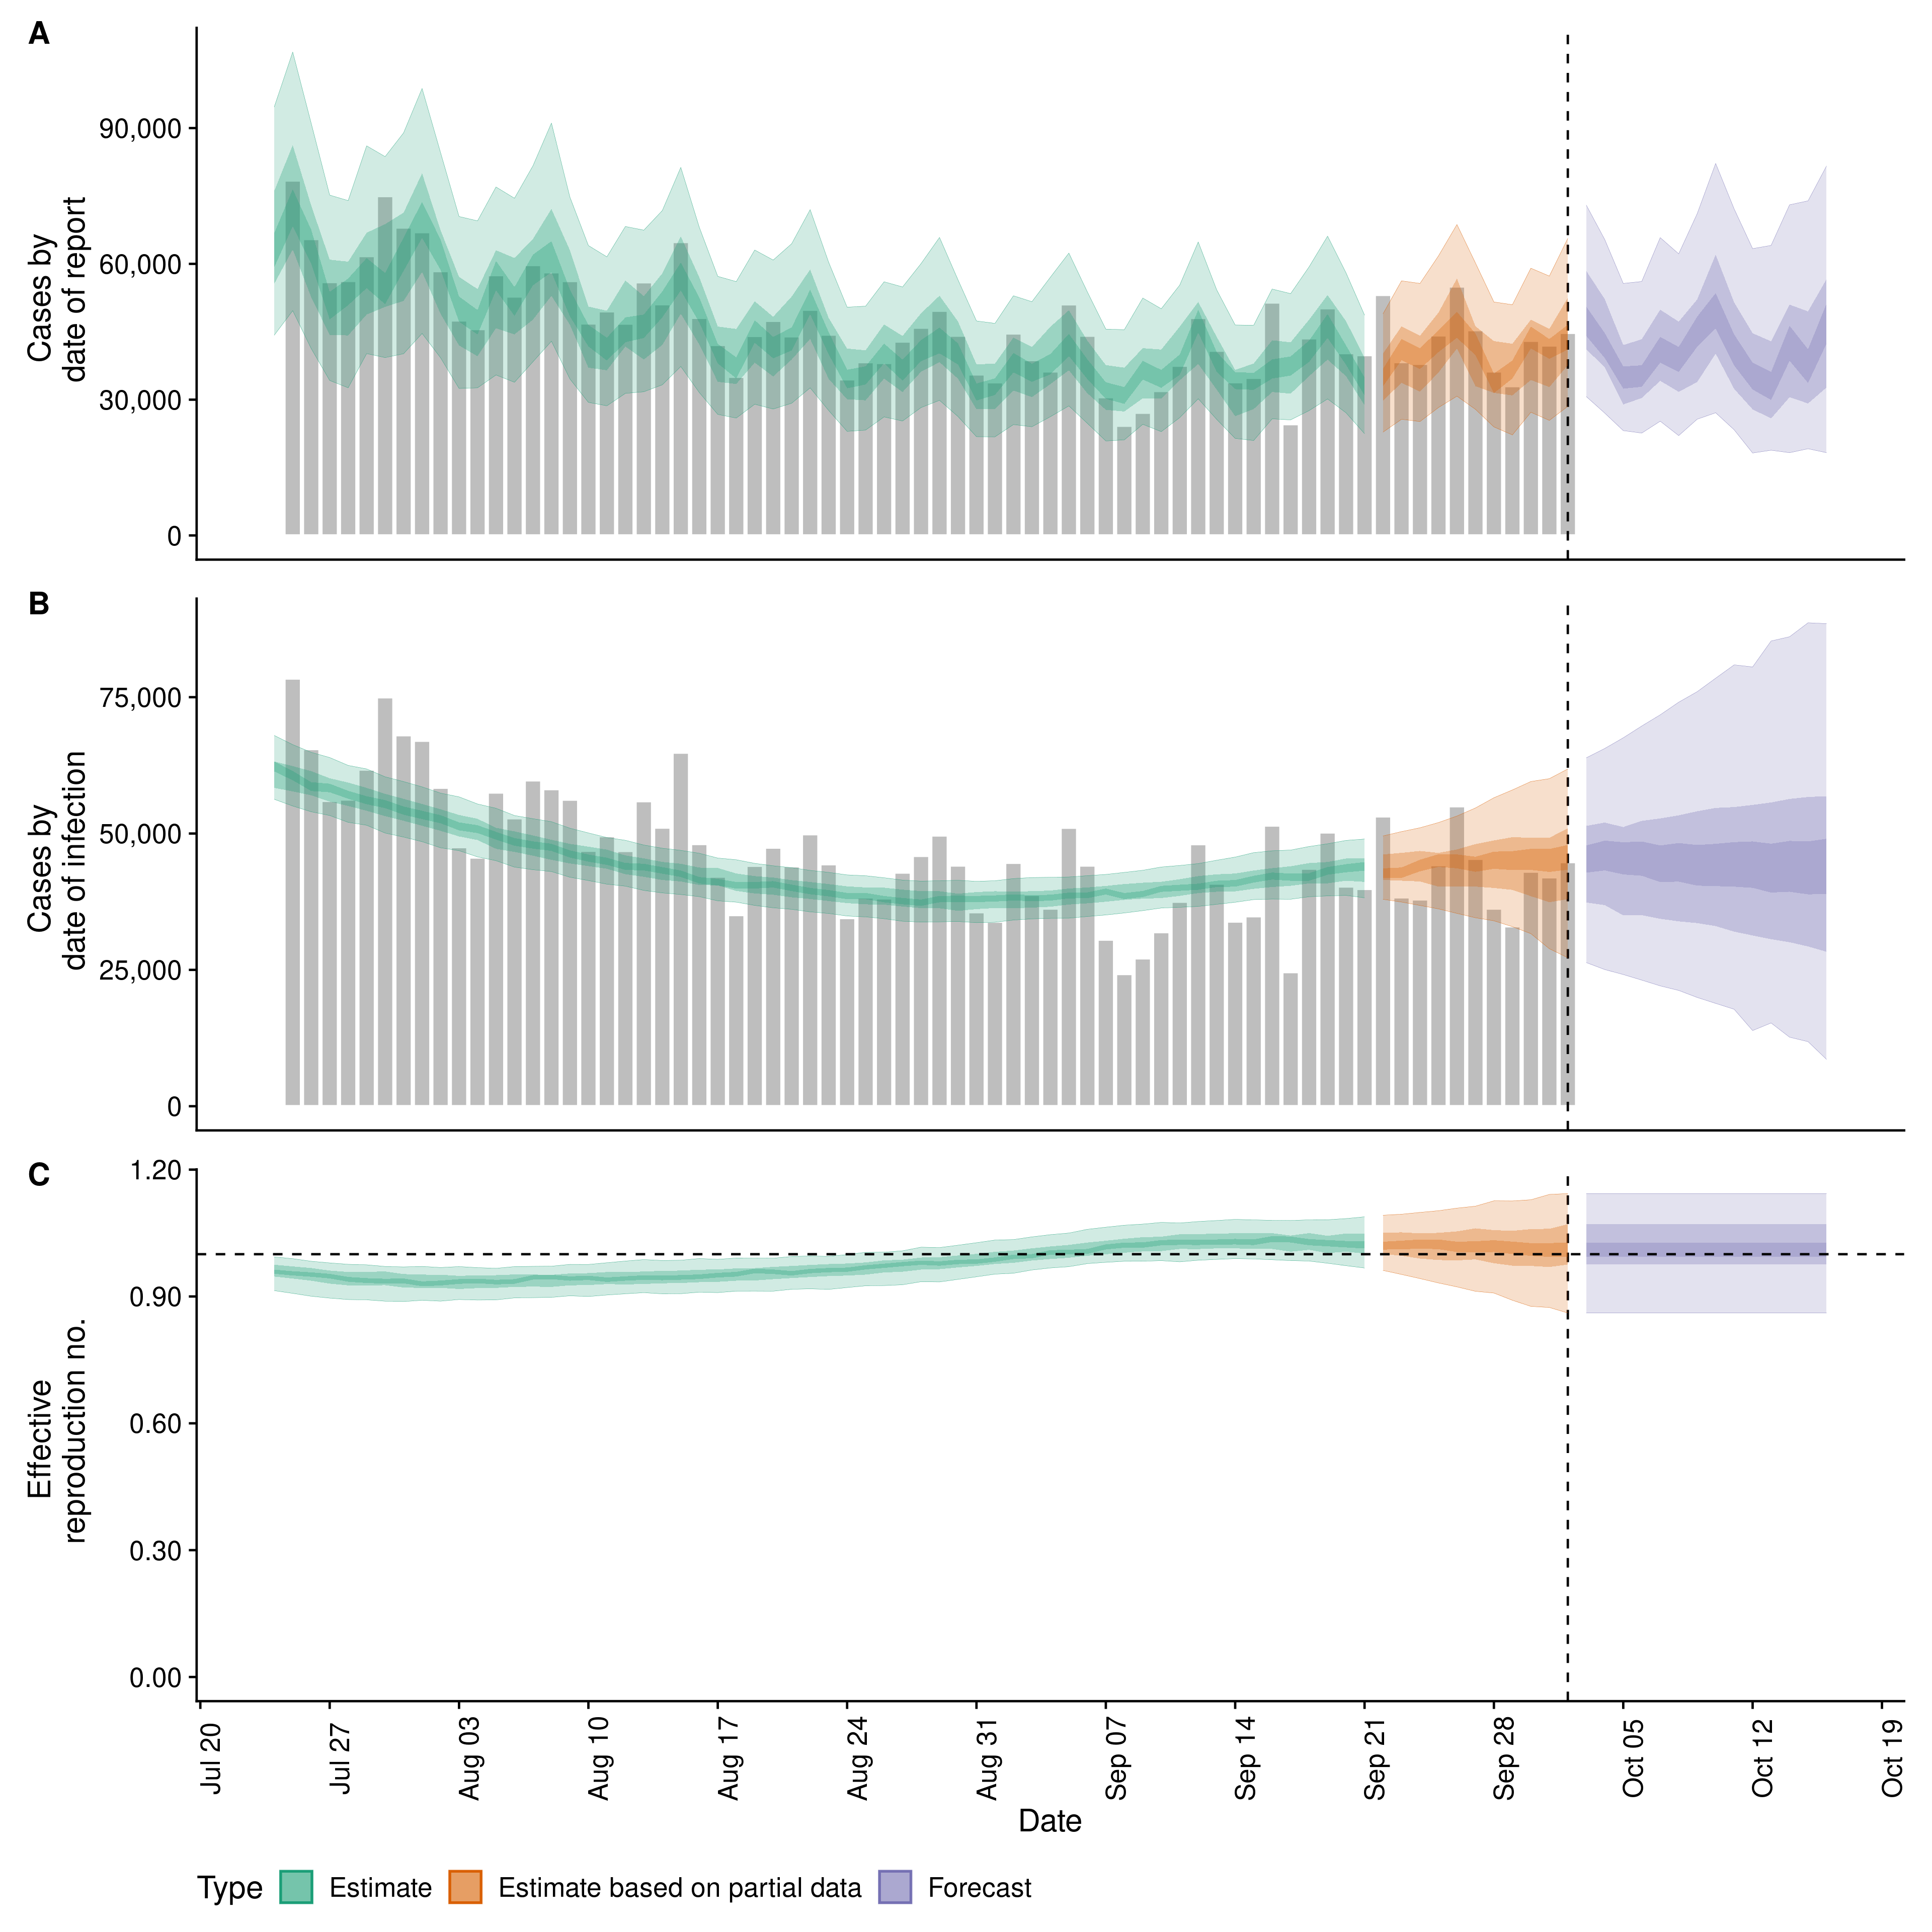 A
Cases by
date of report
90,000
60,000
30,000
0
B
Cases by
date of infection
75,000
50,000
25,000
0
C
Effective
reproduction no.
1.20
0.90
0.60
0.30
0.00
Jul 20
Jul 27
Aug 03
Aug 10
Aug 17
Aug 24
Aug 31
Sep 07
Sep 14
Sep 21
Sep 28
Oct 05
Oct 12
Oct 19
Date
Type Estimate Estimate based on partial data Forecast